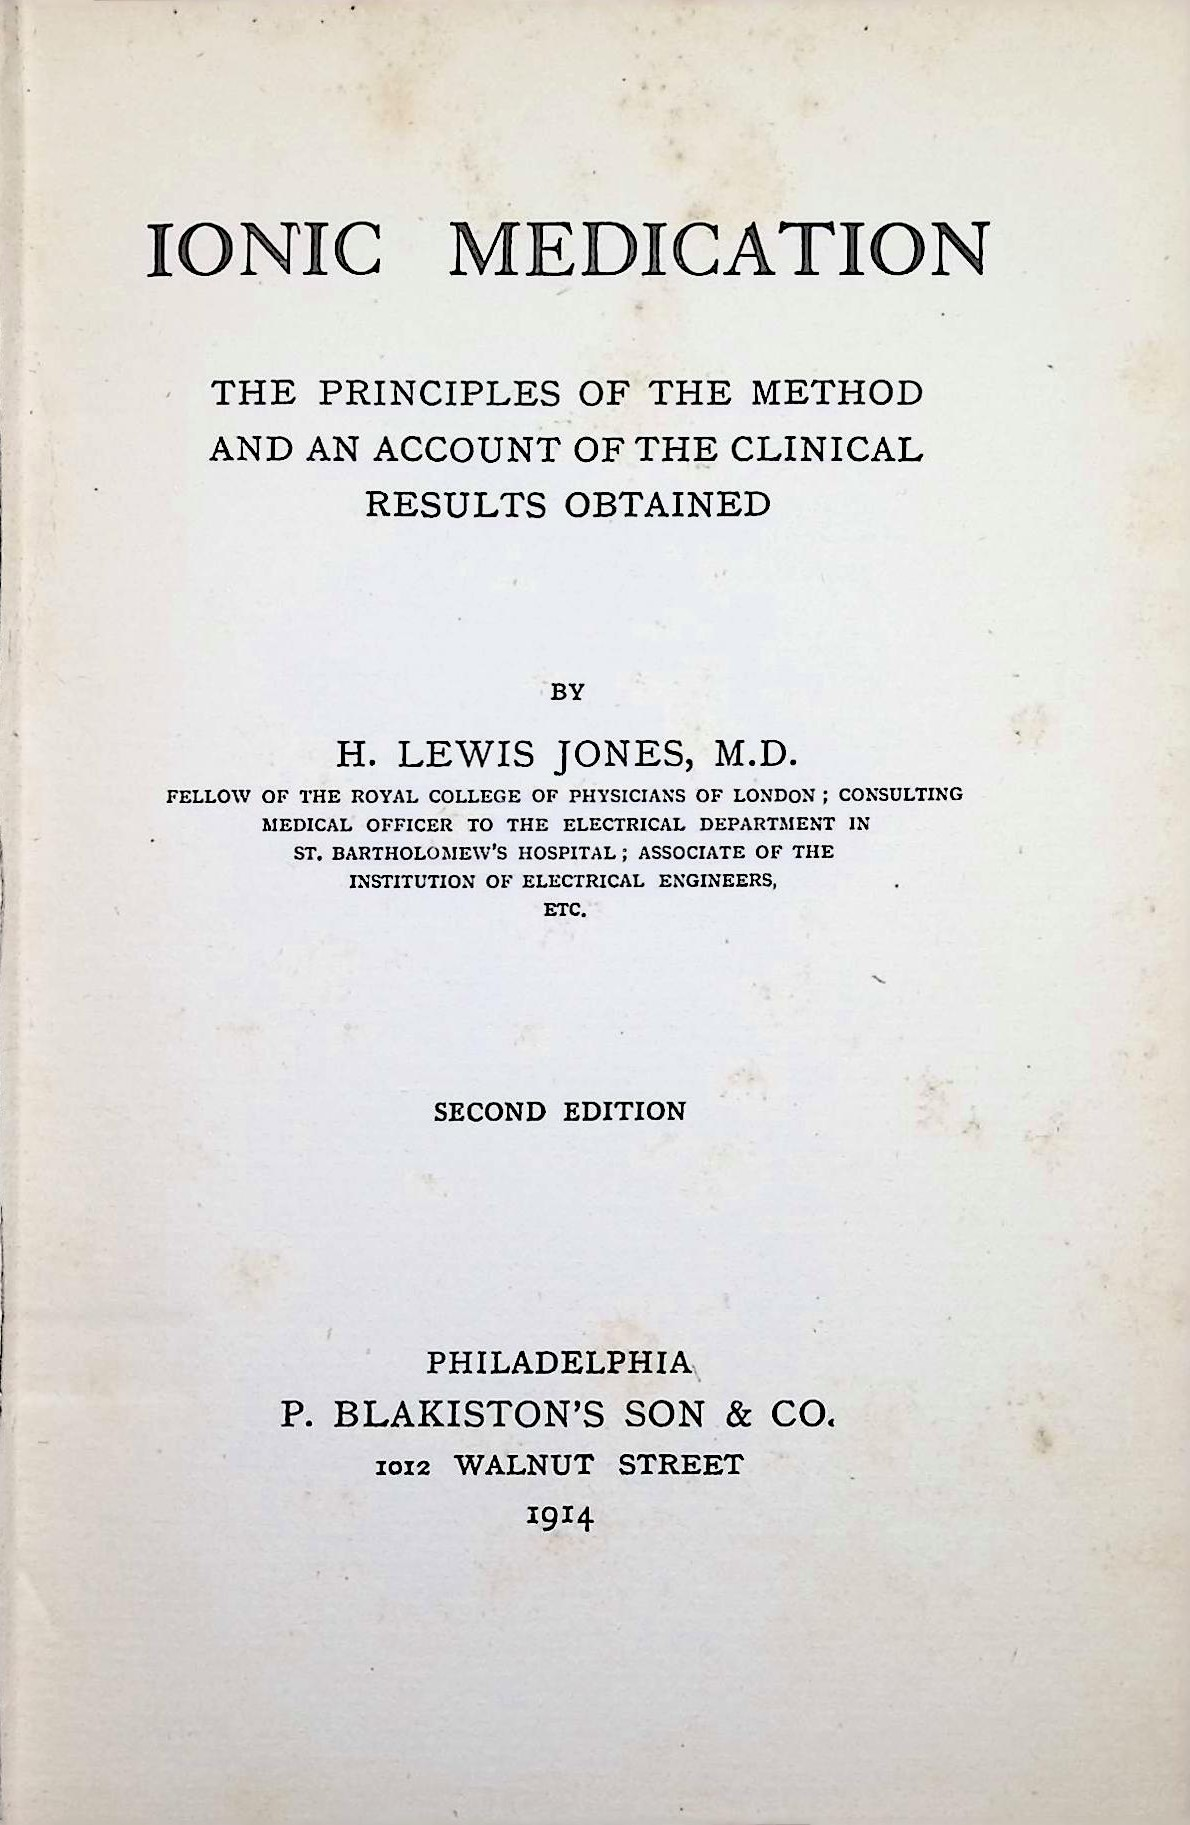 IONIC MEDICATION
THE PRINCIPLES OF THE METHOD
AND AN ACCOUNT OF THE CLINICAL
RESULTS OBTAINED
BY
H. LEWIS JONES, M.D.
FELLOW OF THE ROYAL COLLEGE OF PHYSICIANS OF LONDON; CONSULTING
MEDICAL OFFICER TO THE ELECTRICAL DEPARTMENT IN
ST. BARTHOLOMEW'S HOSPITAL; ASSOCIATE OF THE
INSTITUTION OF ELECTRICAL ENGINEERS,
ETC.
SECOND EDITION
PHILADELPHIA
P. BLAKISTON'S SON & CO.
1012 WALNUT STREET
1914